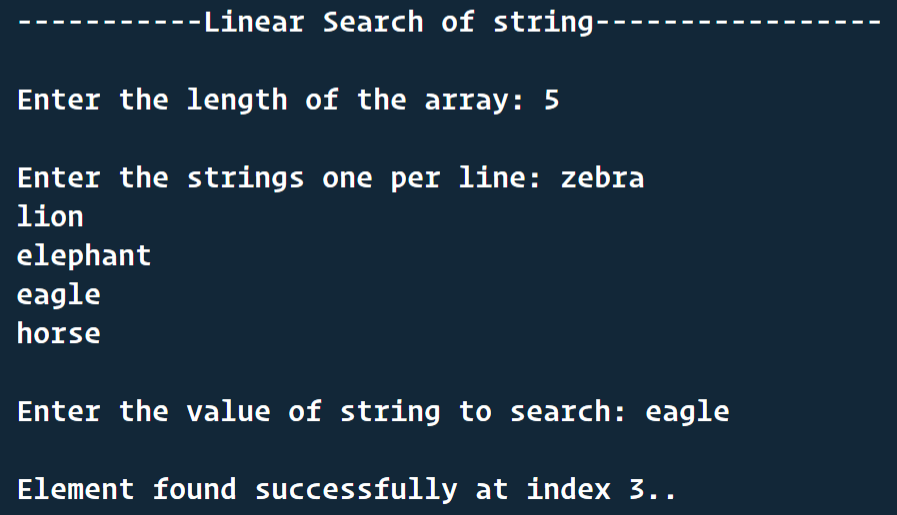 -----------Linear Search of string-----------------
Enter the length of the array: 5
Enter the strings one per line: zebra
lion
elephant
eagle
horse
Enter the value of string to search: eagle
Element found successfully at index 3..